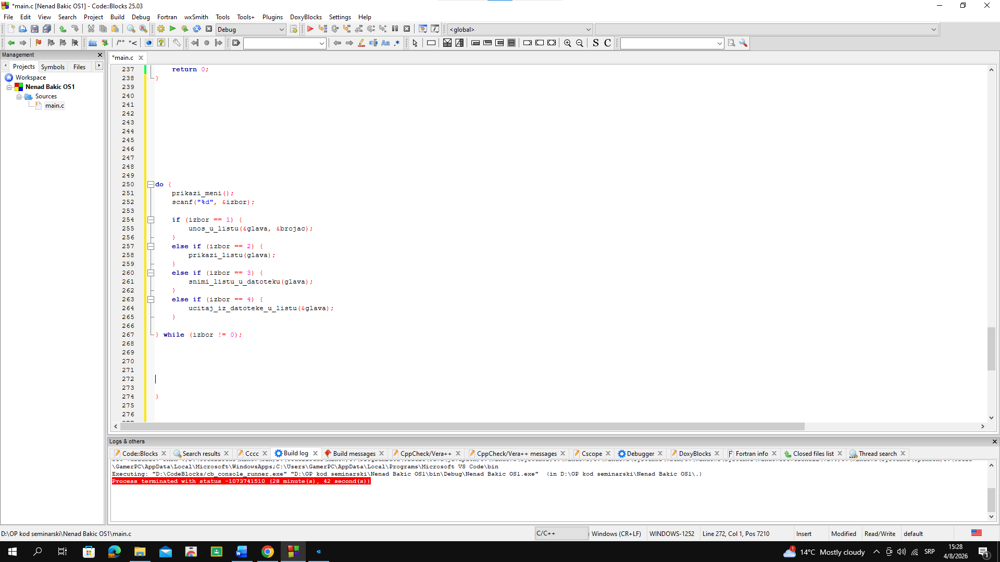 *main.c [Nenad Bakic OS1] - Code::Blocks 25.03
File Edit View Search Project Build Debug Fortran wxSmith Tools Tools+ Plugins DoxyBlocks Settings Help
Debug <global>
/** *< Aa .* S C
Management
Projects Symbols Files
Workspace
Nenad Bakic OS1
Sources
main.c
*main.c
237 return 0;
238 }
239
240
241
242
243
244
245
246
247
248
249
250 do {
251 prikazi_meni();
252 scanf("%d", &izbor);
253
254 if (izbor == 1) {
255 unos_u_listu(&glava, &brojac);
256 }
257 else if (izbor == 2) {
258 prikazi_listu(glava);
259 }
260 else if (izbor == 3) {
261 snimi_listu_u_datoteku(glava);
262 }
263 else if (izbor == 4) {
264 ucitaj_iz_datoteke_u_listu(&glava);
265 }
266
267 } while (izbor != 0);
268
269
270
271
272
273
274 }
275
276
Logs & others
Code::Blocks Search results Cccc Build log Build messages CppCheck/Vera++ CppCheck/Vera++ messages Cscope Debugger DoxyBlocks Fortran info Closed files list Thread search
\GamerPC\AppData\Local\Microsoft\WindowsApps;C:\Users\GamerPC\AppData\Local\Programs\Microsoft VS Code\bin
Executing: "D:\CodeBlocks/cb_console_runner.exe" "D:\OP kod seminarski\Nenad Bakic OS1\bin\Debug\Nenad Bakic OS1.exe" (in D:\OP kod seminarski\Nenad Bakic OS1\.)
Process terminated with status -1073741510 (28 minute(s), 42 second(s))
D:\OP kod seminarski\Nenad Bakic OS1\main.c C/C++ Windows (CR+LF) WINDOWS-1252 Line 272, Col 1, Pos 7210 Insert Modified Read/Write default
1 14°C Mostly cloudy SRP 15:28
4/8/2026 1